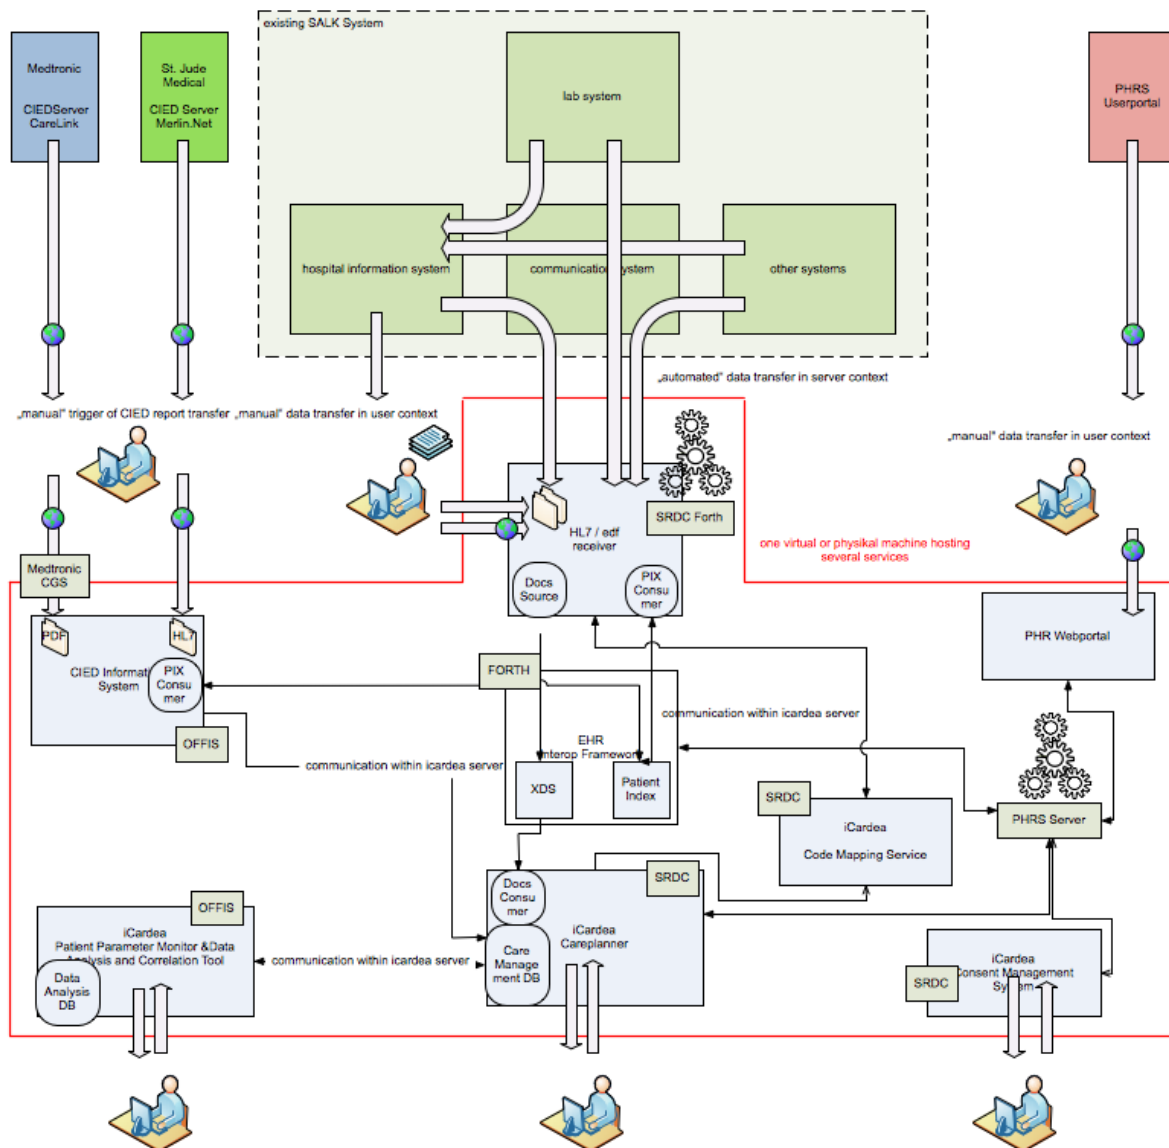 existing SALK System
Medtronic
CIEDServer
CareLink
St. Jude
Medical
CIED Server
Merlin.Net
lab system
PHRS
Userportal
hospital information system
communication system
other systems
„automated" data transfer in server context
„manual" trigger of CIED report transfer
„manual" data transfer in user context
„manual" data transfer in user context
SRDC Forth
HL7 / edf
receiver
one virtual or physikal machine hosting
several services
Medtronic
CGS
Docs
Source
PIX
Consu
mer
PDF
HL7
CIED Informati
System
PIX
Consu
mer
OFFIS
PHR Webportal
FORTH
communication within icardea server
EHR
Interop Framework
communication within icardea server
XDS
Patient
Index
SRDC
iCardea
Code Mapping Service
PHRS Server
Docs
Consu
mer
SRDC
iCardea
Careplanner
Care
Manage
ment DB
OFFIS
iCardea
Patient Parameter Monitor &Data
Analysis and Correlation Tool
Data
Analysis
DB
communication within icardea server
iCardea
Consent Management
System
SRDC